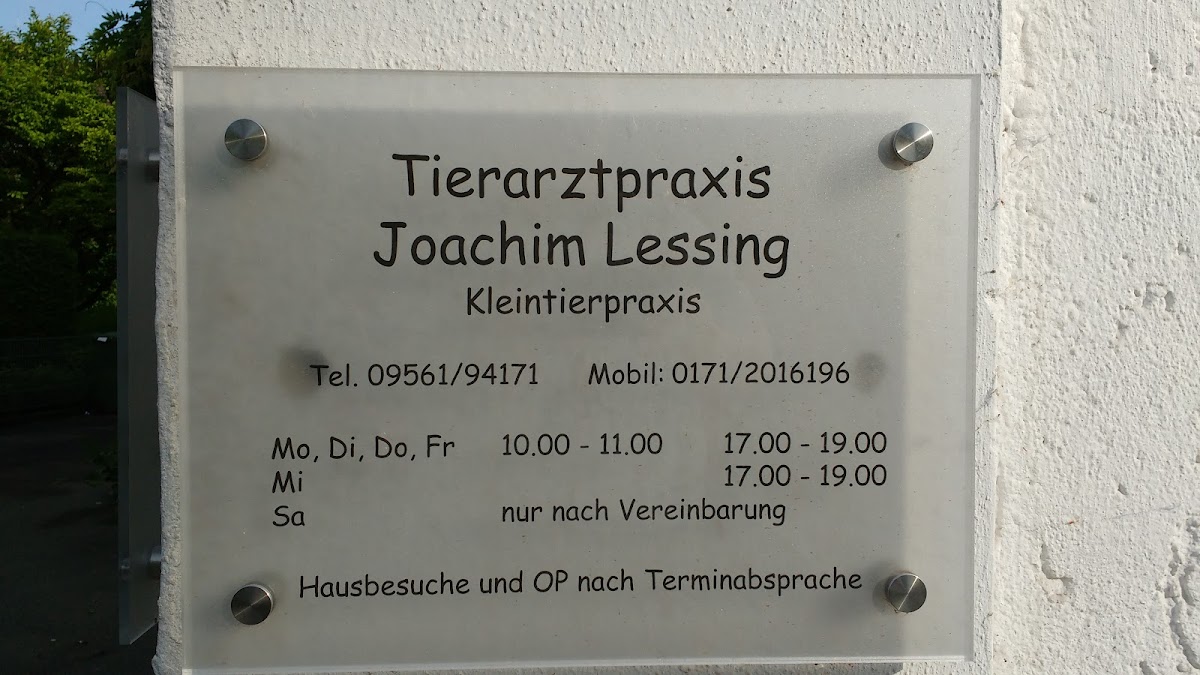 Tierarztpraxis
Joachim Lessing
Kleintierpraxis
Tel. 09561/94171 Mobil: 0171/2016196
Mo, Di, Do, Fr 10.00 - 11.00 17.00 - 19.00
Mi 17.00 - 19.00
Sa nur nach Vereinbarung
Hausbesuche und OP nach Terminabsprache